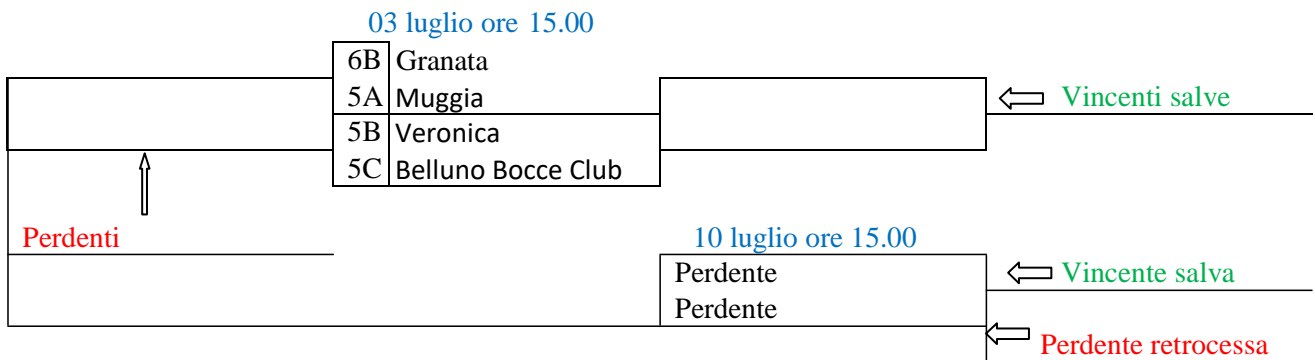 03 luglio ore 15.00
6B Granata
5A Muggia
Vincenti salve
5B Veronica
5C Belluno Bocce Club
Perdenti
10 luglio ore 15.00
Perdente
Vincente salva
Perdente
Perdente retrocessa